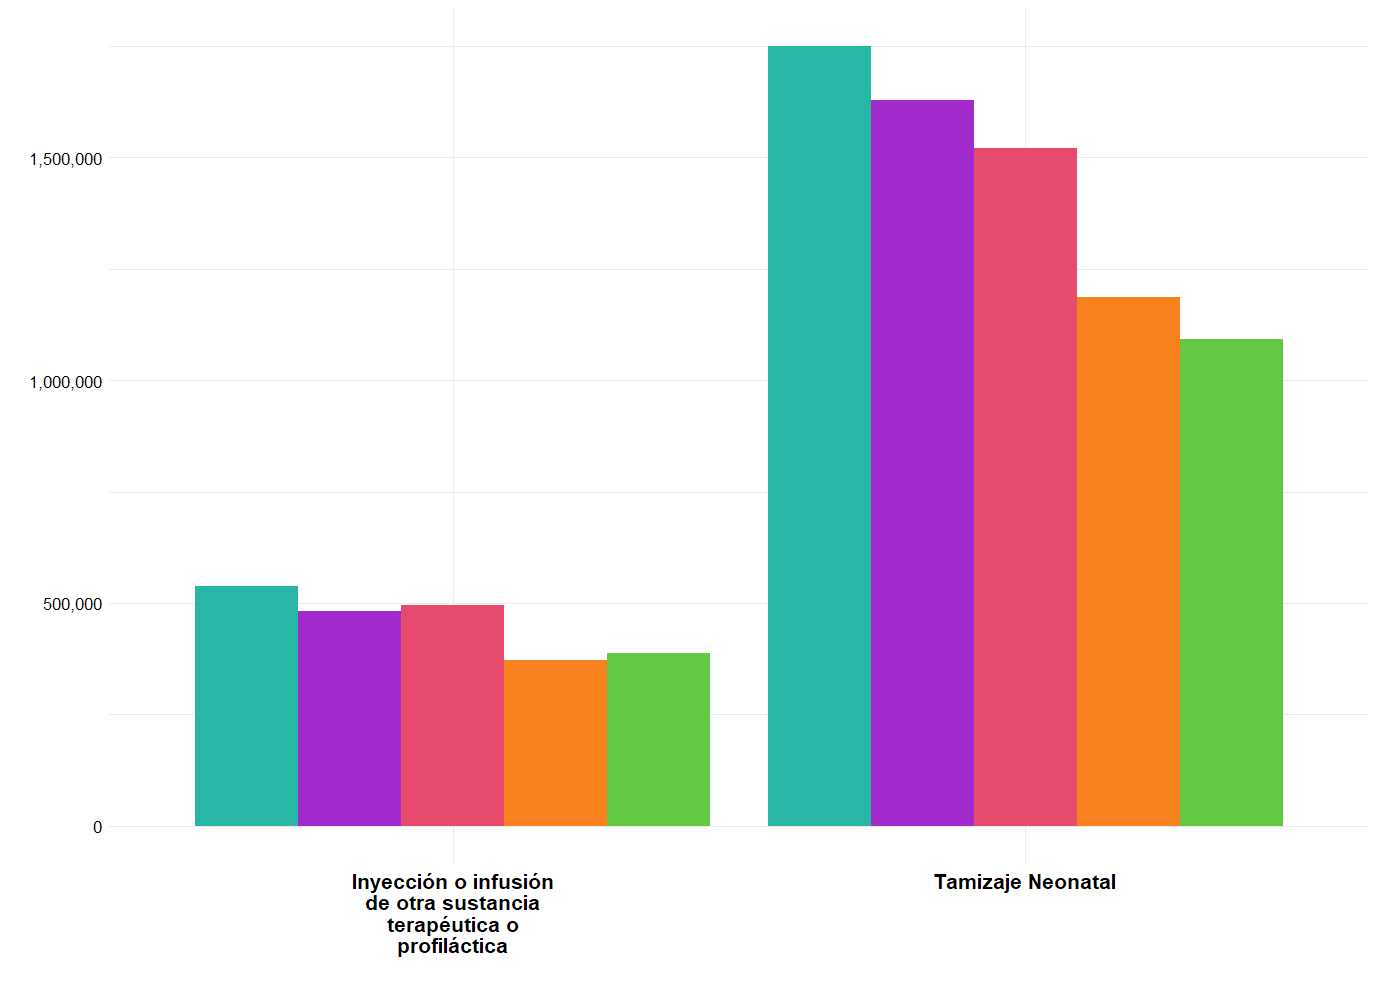 1,500,000
1,000,000
500,000
0
Inyección o infusión
de otra sustancia
terapéutica o
profiláctica
Tamizaje Neonatal